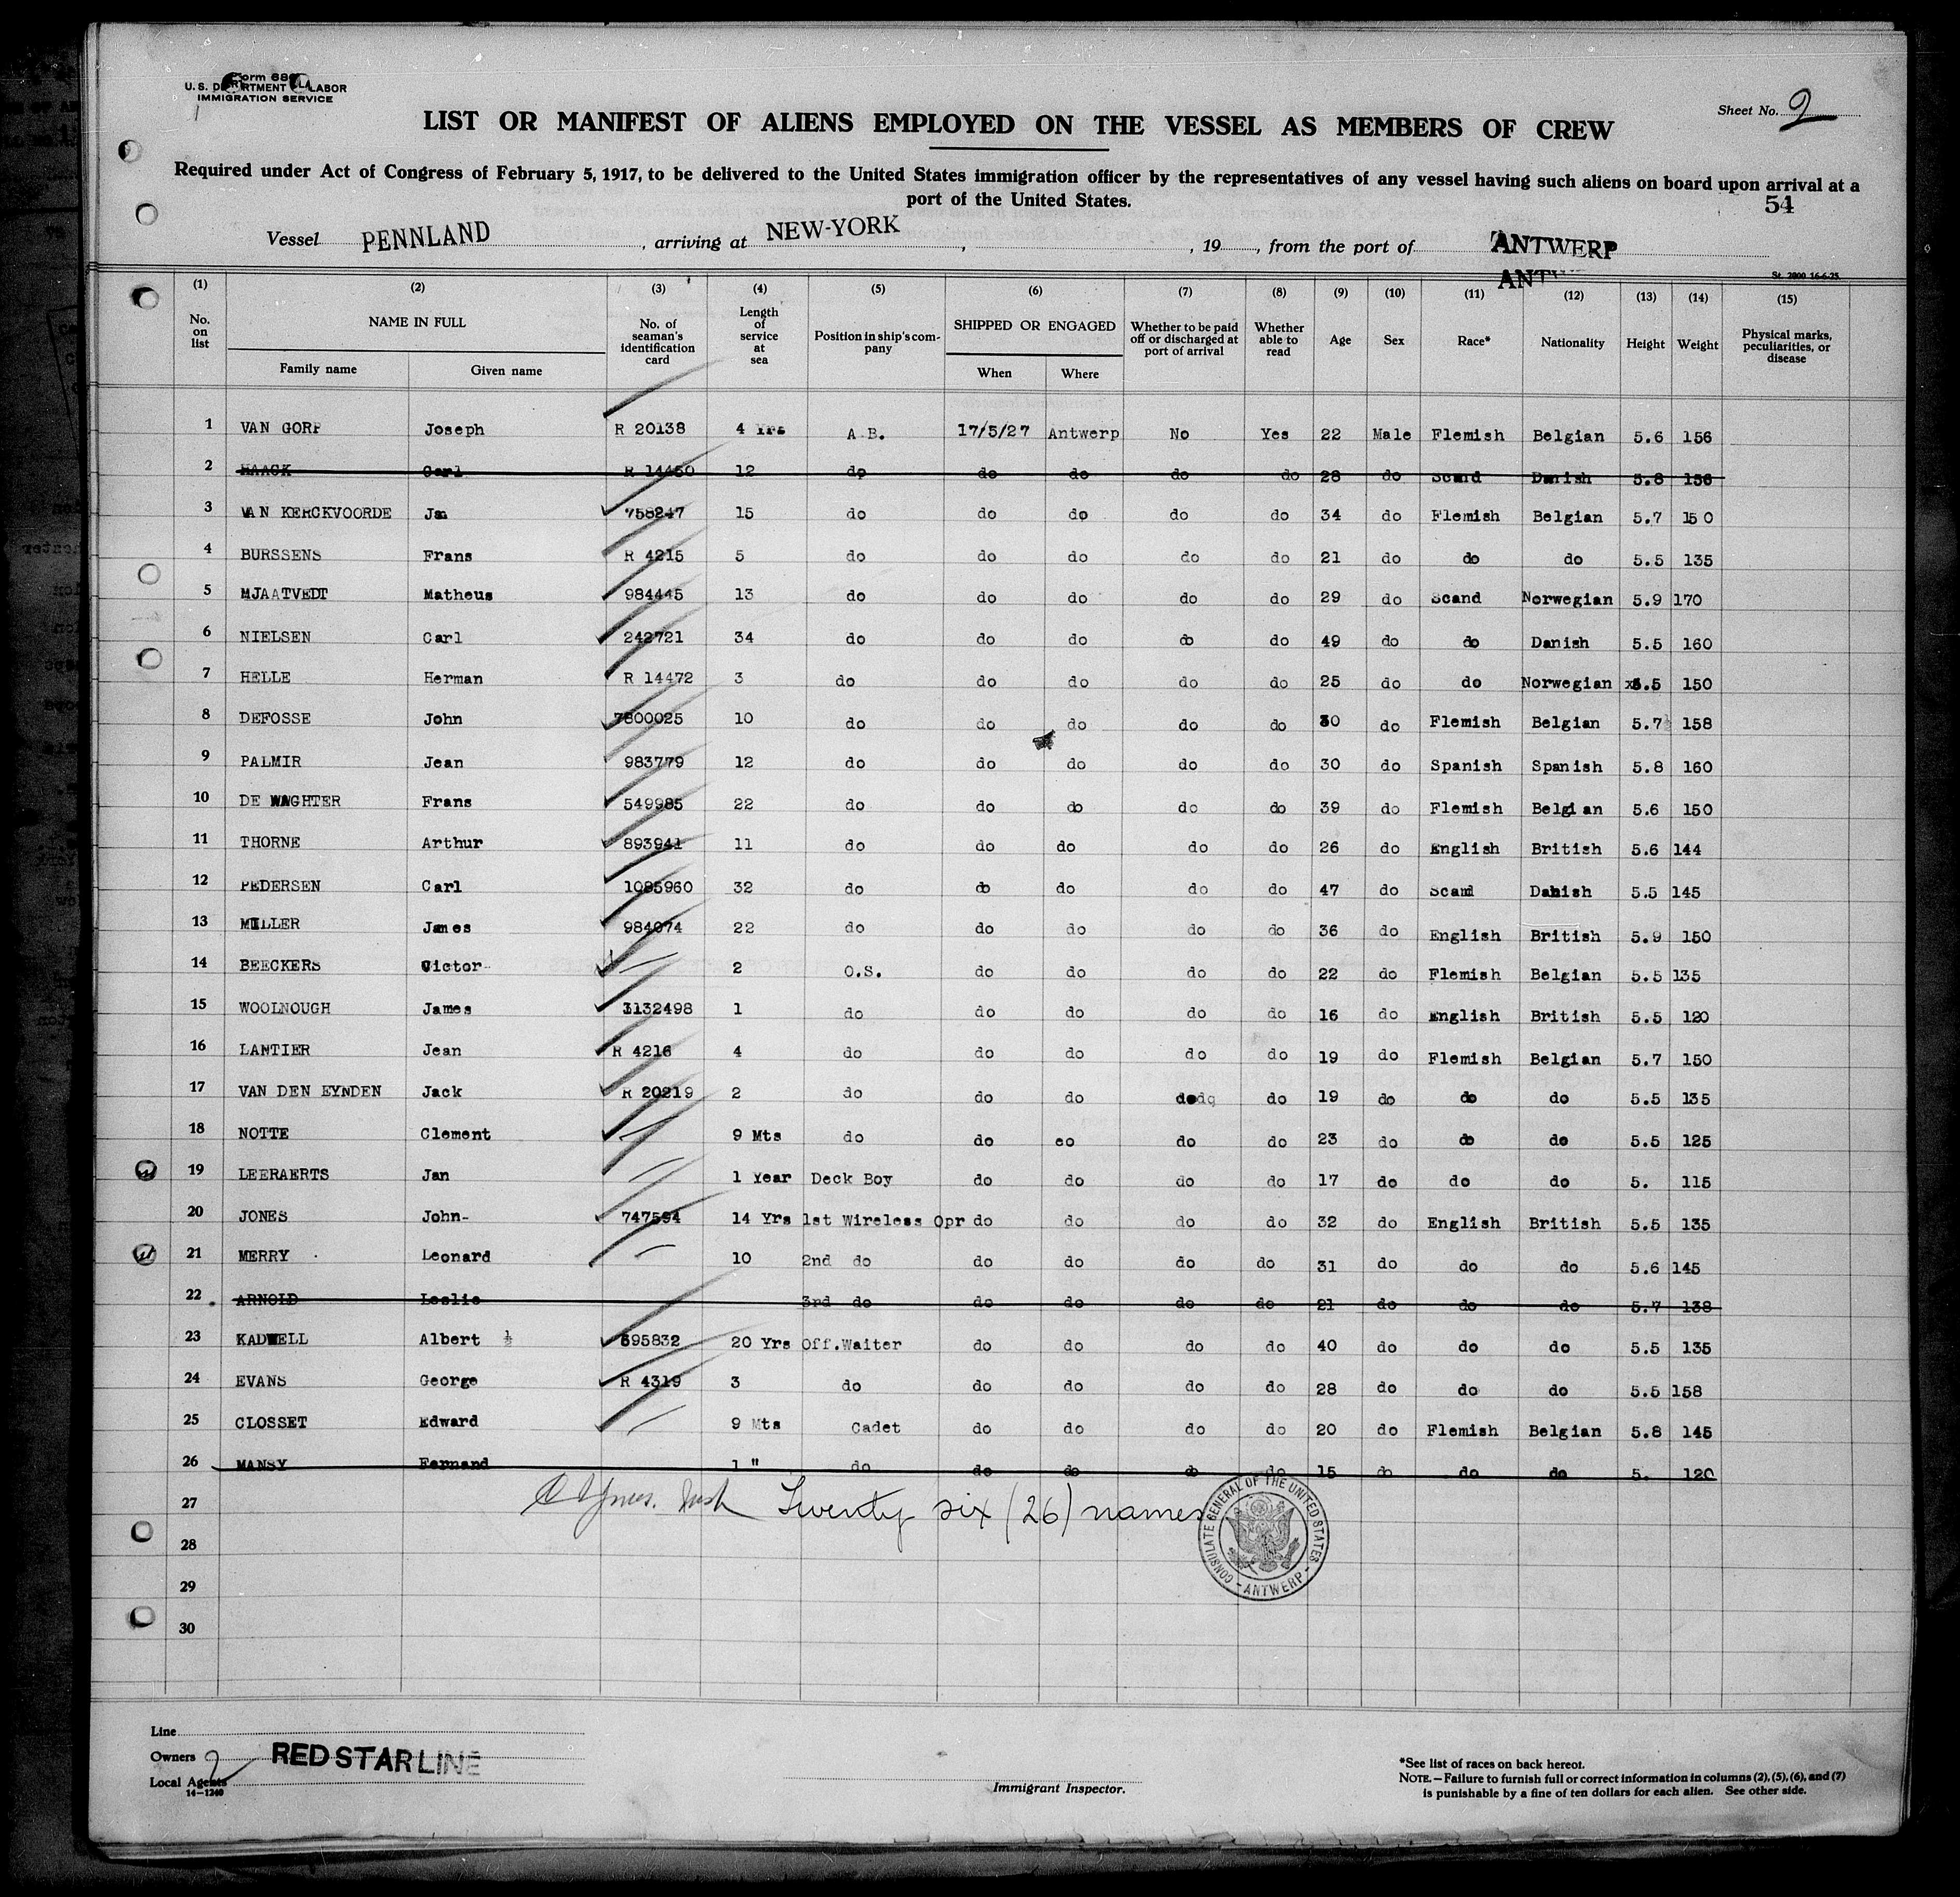 Form 680
U. S. DEPARTMENT OF LABOR
IMMIGRATION SERVICE
Sheet No. 2
LIST OR MANIFEST OF ALIENS EMPLOYED ON THE VESSEL AS MEMBERS OF CREW
Required under Act of Congress of February 5, 1917, to be delivered to the United States immigration officer by the representatives of any vessel having such aliens on board upon arrival at a
port of the United States.
54
Vessel PENNLAND, arriving at NEW-YORK, , 19, from the port of ANTWERP
ANTW
St. 2800 16-6-25
(1) (2) (3) (4) (5) (6) (7) (8) (9) (10) (11) (12) (13) (14) (15)
No. on list NAME IN FULL No. of seaman's identification card Length of service at sea Position in ship's company SHIPPED OR ENGAGED Whether to be paid off or discharged at port of arrival Whether able to read Age Sex Race* Nationality Height Weight Physical marks, peculiarities, or disease
Family name Given name When Where
1 VAN GORP Joseph R 20138 4 Yrs A.B. 17/5/27 Antwerp No Yes 22 Male Flemish Belgian 5.6 156
2 HAACK Carl R 14450 12 do do do do do 28 do Scand Danish 5.8 156
3 VAN KERCKVOORDE Jan 758247 15 do do do do do 34 do Flemish Belgian 5.7 150
4 BURSSENS Frans R 4215 5 do do do do do 21 do do do 5.5 135
5 MJAATVEDT Matheus 984445 13 do do do do do 29 do Scand Norwegian 5.9 170
6 NIELSEN Carl 242721 34 do do do do do 49 do do Danish 5.5 160
7 HELLE Herman R 14472 3 do do do do do 25 do do Norwegian x5.5 150
8 DEFOSSE John 7800025 10 do do do do do 30 do Flemish Belgian 5.7½ 158
9 PALMIR Jean 983779 12 do do do do do 30 do Spanish Spanish 5.8 160
10 DE WAGHTER Frans 549985 22 do do do do do 39 do Flemish Belgian 5.6 150
11 THORNE Arthur 893941 11 do do do do do 26 do English British 5.6 144
12 PEDERSEN Carl 1085960 32 do do do do do 47 do Scand Danish 5.5 145
13 MILLER James 984074 22 do do do do do 36 do English British 5.9 150
14 BEECKERS Victor- 2 O.S. do do do do 22 do Flemish Belgian 5.5 135
15 WOOLNOUGH James 1132498 1 do do do do do 16 do English British 5.5 120
16 LANTIER Jean R 4216 4 do do do do do 19 do Flemish Belgian 5.7 150
17 VAN DEN EYNDEN Jack R 20219 2 do do do dodo do 19 do do do 5.5 135
18 NOTTE Clement 9 Mts do do eo do do 23 do do do 5.5 125
19 LEERAERTS Jan 1 Year Deck Boy do do do do 17 do do do 5. 115
20 JONES John- 747594 14 Yrs 1st Wireless Opr do do do do 32 do English British 5.5 135
21 MERRY Leonard 10 2nd do do do do do 31 do do do 5.6 145
22 ARNOLD Leslie 3rd do do do do do 21 do do do 5.7 138
23 KADWELL Albert ½ 695832 20 Yrs Off.Waiter do do do do 40 do do do 5.5 135
24 EVANS George R 4319 3 do do do do do 28 do do do 5.5 158
25 CLOSSET Edward 9 Mts Cadet do do do do 20 do Flemish Belgian 5.8 145
26 MANSY Fernand 1 " do do do do do 15 do do do 5. 120
27 Twenty six (26) names
28
29
30
CONSULATE GENERAL OF THE UNITED STATES - ANTWERP -
Line
Owners RED STAR LINE
2
Local Agents
14-1240
Immigrant Inspector.
*See list of races on back hereof.
NOTE.—Failure to furnish full or correct information in columns (2), (5), (6), and (7)
is punishable by a fine of ten dollars for each alien. See other side.